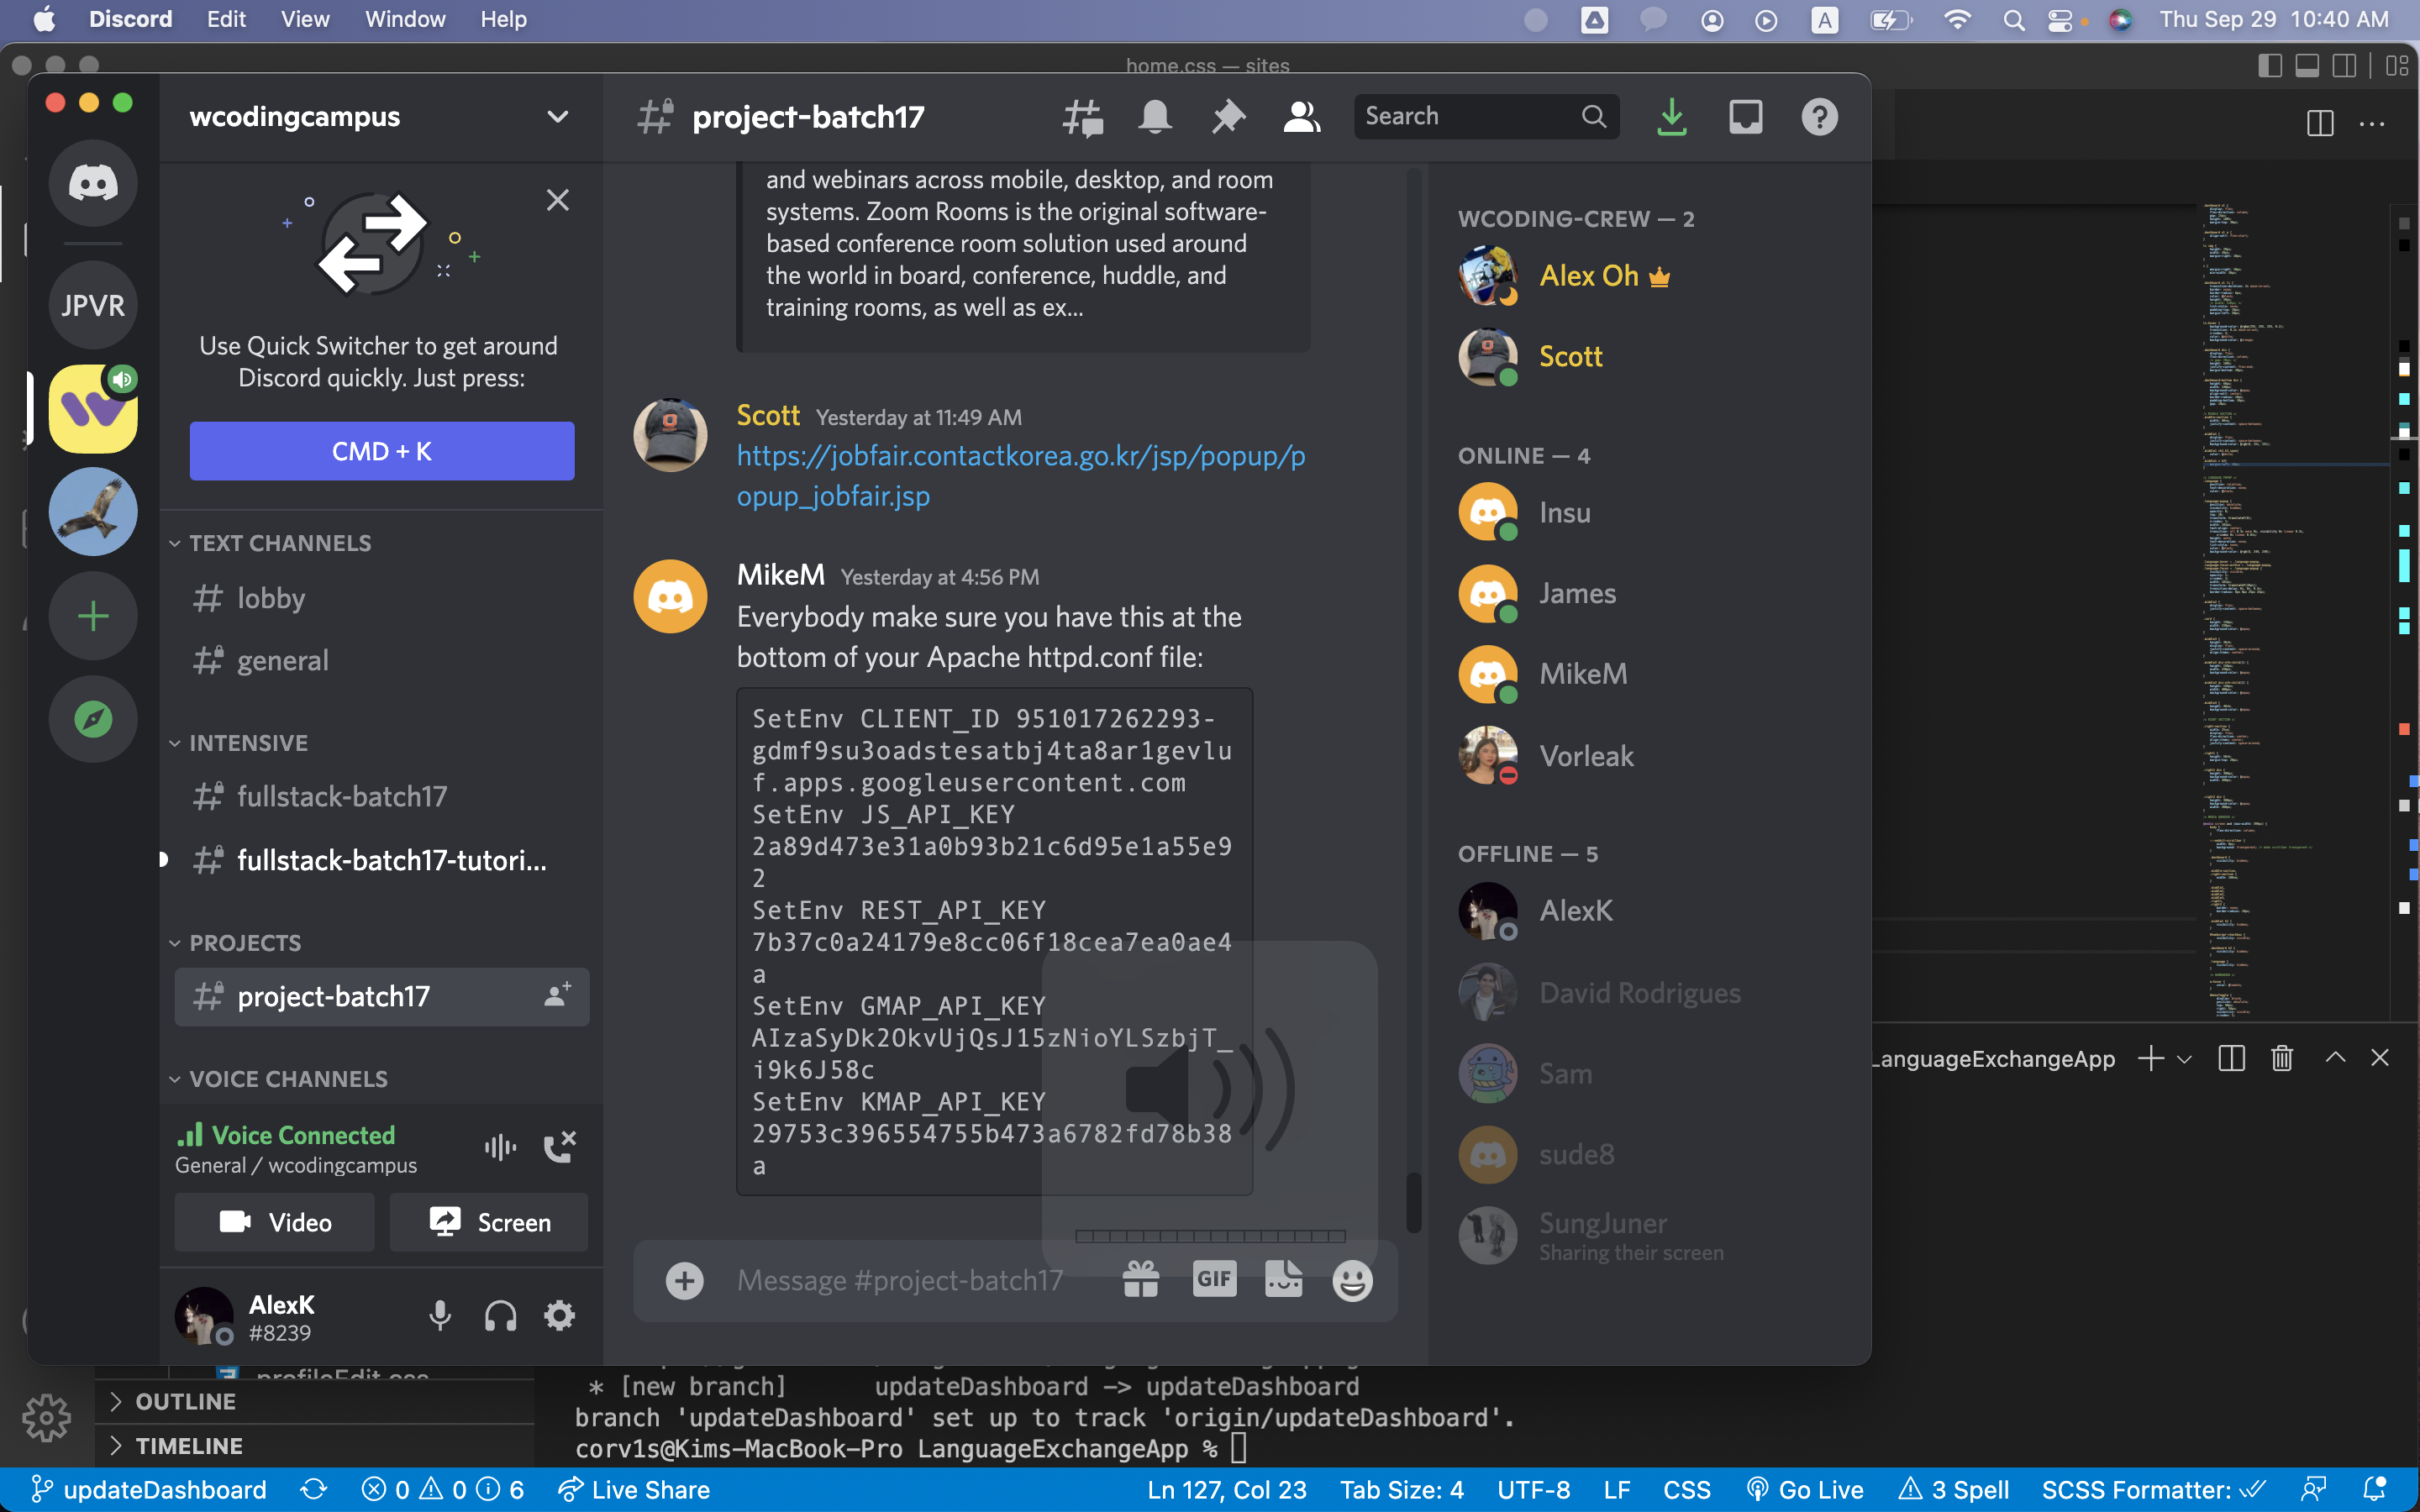 Discord Edit View Window Help
A
Thu Sep 29 10:40 AM
home.css — sites
wcodingcampus
project-batch17
Search
JPVR
Use Quick Switcher to get around
Discord quickly. Just press:
CMD + K
TEXT CHANNELS
lobby
general
INTENSIVE
fullstack-batch17
fullstack-batch17-tutori...
PROJECTS
project-batch17
VOICE CHANNELS
Voice Connected
General / wcodingcampus
Video
Screen
AlexK
#8239
and webinars across mobile, desktop, and room
systems. Zoom Rooms is the original software-
based conference room solution used around
the world in board, conference, huddle, and
training rooms, as well as ex...
Scott Yesterday at 11:49 AM
https://jobfair.contactkorea.go.kr/jsp/popup/p
opup_jobfair.jsp
MikeM Yesterday at 4:56 PM
Everybody make sure you have this at the
bottom of your Apache httpd.conf file:
SetEnv CLIENT_ID 951017262293-
gdmf9su3oadstesatbj4ta8ar1gevlu
f.apps.googleusercontent.com
SetEnv JS_API_KEY
2a89d473e31a0b93b21c6d95e1a55e9
2
SetEnv REST_API_KEY
7b37c0a24179e8cc06f18cea7ea0ae4
a
SetEnv GMAP_API_KEY
AIzaSyDk2OkvUjQsJ15zNioYLSzbjT_
i9k6J58c
SetEnv KMAP_API_KEY
29753c396554755b473a6782fd78b38
a
Message #project-batch17
GIF
WCODING-CREW — 2
Alex Oh
Scott
ONLINE — 4
Insu
James
MikeM
Vorleak
OFFLINE — 5
AlexK
David Rodrigues
Sam
sude8
SungJuner
Sharing their screen
LanguageExchangeApp
profileEdit.css
OUTLINE
TIMELINE
* [new branch] updateDashboard -> updateDashboard
branch 'updateDashboard' set up to track 'origin/updateDashboard'.
corv1s@Kims-MacBook-Pro LanguageExchangeApp %
updateDashboard 0 0 6 Live Share
Ln 127, Col 23 Tab Size: 4 UTF-8 LF CSS Go Live 3 Spell SCSS Formatter: